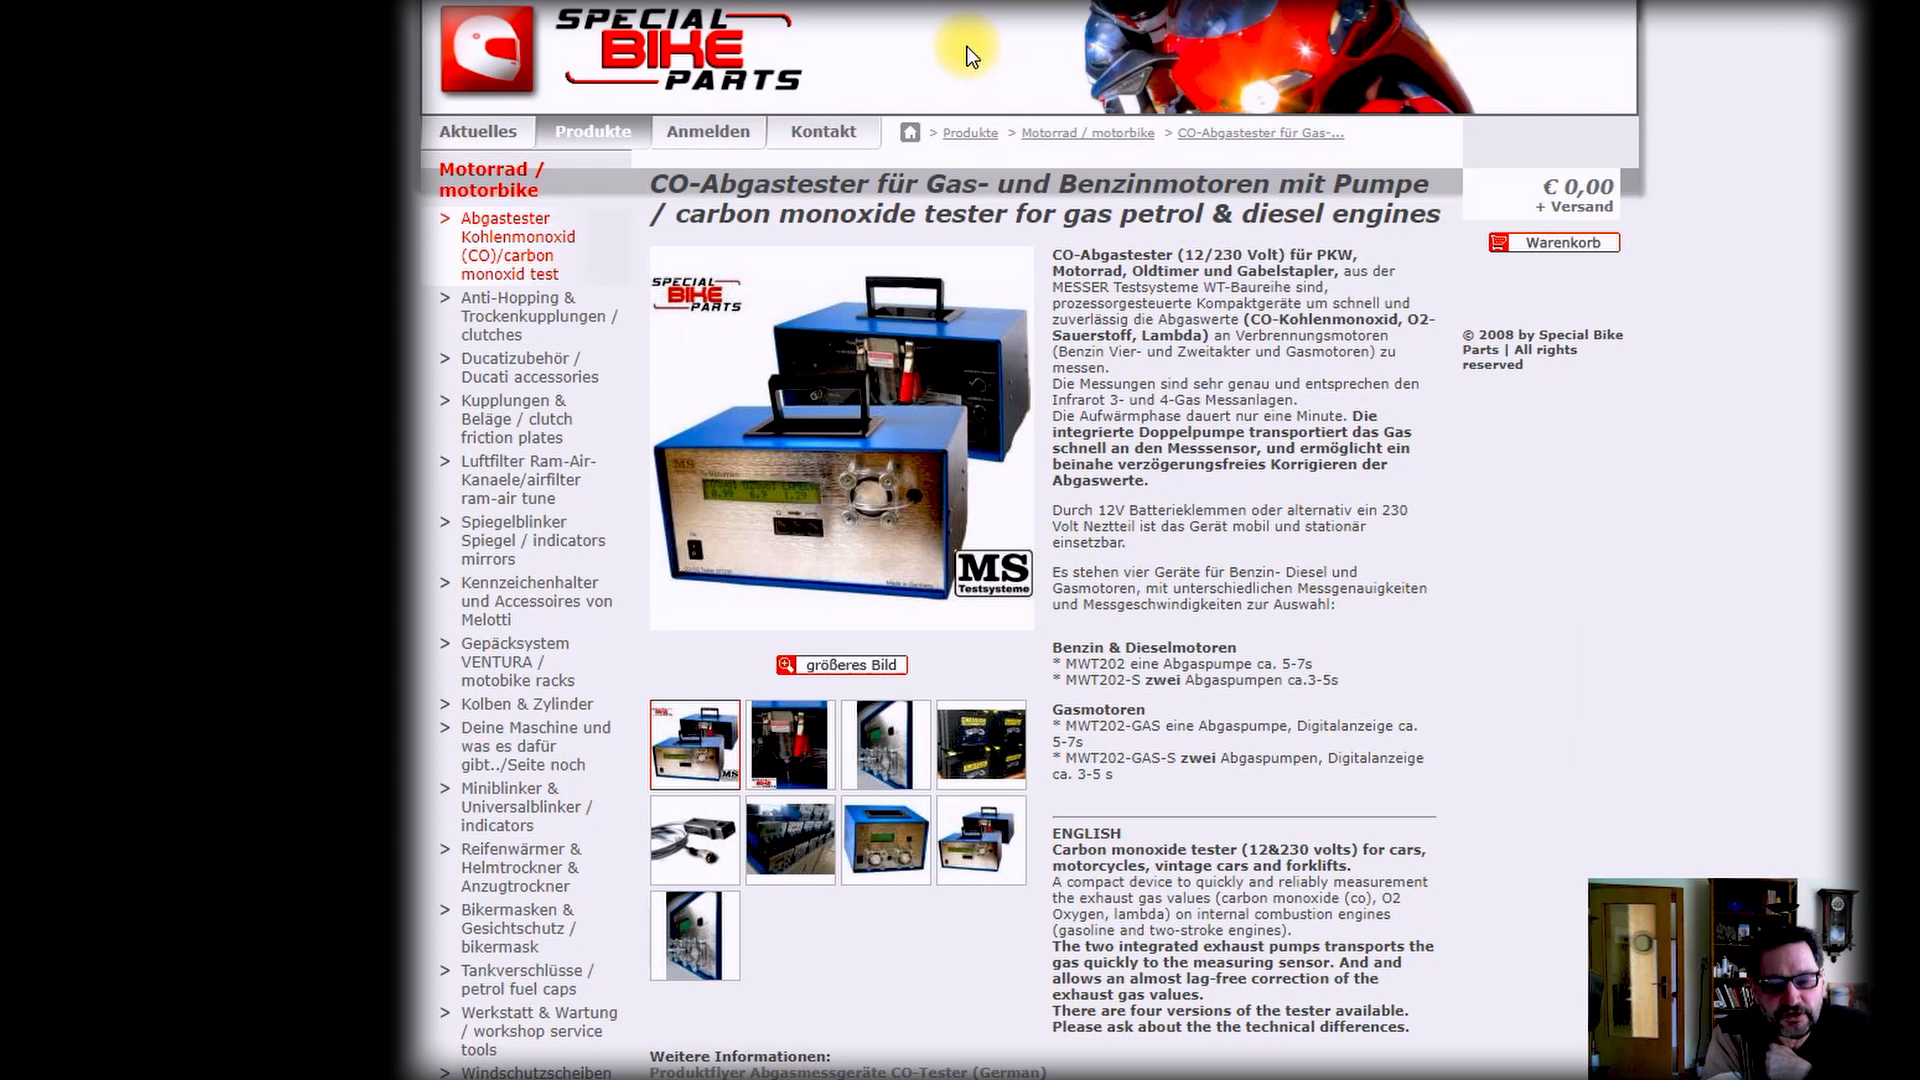 SPECIAL
BIKE
PARTS
Aktuelles
Produkte
Anmelden
Kontakt
> Produkte > Motorrad / motorbike > CO-Abgastester für Gas-...
Motorrad /
motorbike
> Abgastester
Kohlenmonoxid
(CO)/carbon
monoxid test
> Anti-Hopping &
Trockenkupplungen /
clutches
> Ducatizubehör /
Ducati accessories
> Kupplungen &
Beläge / clutch
friction plates
> Luftfilter Ram-Air-
Kanaele/airfilter
ram-air tune
> Spiegelblinker
Spiegel / indicators
mirrors
> Kennzeichenhalter
und Accessoires von
Melotti
> Gepäcksystem
VENTURA /
motobike racks
> Kolben & Zylinder
> Deine Maschine und
was es dafür
gibt../Seite noch
> Miniblinker &
Universalblinker /
indicators
> Reifenwärmer &
Helmtrockner &
Anzugtrockner
> Bikermasken &
Gesichtschutz /
bikermask
> Tankverschlüsse /
petrol fuel caps
> Werkstatt & Wartung
/ workshop service
tools
> Windschutzscheiben
CO-Abgastester für Gas- und Benzinmotoren mit Pumpe
/ carbon monoxide tester for gas petrol & diesel engines
SPECIAL
BIKE
PARTS
MS
Testsysteme
größeres Bild
CO-Abgastester (12/230 Volt) für PKW,
Motorrad, Oldtimer und Gabelstapler, aus der
MESSER Testsysteme WT-Baureihe sind,
prozessorgesteuerte Kompaktgeräte um schnell und
zuverlässig die Abgaswerte (CO-Kohlenmonoxid, O2-
Sauerstoff, Lambda) an Verbrennungsmotoren
(Benzin Vier- und Zweitakter und Gasmotoren) zu
messen.
Die Messungen sind sehr genau und entsprechen den
Infrarot 3- und 4-Gas Messanlagen.
Die Aufwärmphase dauert nur eine Minute. Die
integrierte Doppelpumpe transportiert das Gas
schnell an den Messsensor, und ermöglicht ein
beinahe verzögerungsfreies Korrigieren der
Abgaswerte.
Durch 12V Batterieklemmen oder alternativ ein 230
Volt Neztteil ist das Gerät mobil und stationär
einsetzbar.
Es stehen vier Geräte für Benzin- Diesel und
Gasmotoren, mit unterschiedlichen Messgenauigkeiten
und Messgeschwindigkeiten zur Auswahl:
Benzin & Dieselmotoren
* MWT202 eine Abgaspumpe ca. 5-7s
* MWT202-S zwei Abgaspumpen ca.3-5s
Gasmotoren
* MWT202-GAS eine Abgaspumpe, Digitalanzeige ca.
5-7s
* MWT202-GAS-S zwei Abgaspumpen, Digitalanzeige
ca. 3-5 s
ENGLISH
Carbon monoxide tester (12&230 volts) for cars,
motorcycles, vintage cars and forklifts.
A compact device to quickly and reliably measurement
the exhaust gas values (carbon monoxide (co), O2
Oxygen, lambda) on internal combustion engines
(gasoline and two-stroke engines).
The two integrated exhaust pumps transports the
gas quickly to the measuring sensor. And and
allows an almost lag-free correction of the
exhaust gas values.
There are four versions of the tester available.
Please ask about the the technical differences.
Weitere Informationen:
Produktflyer Abgasmessgeräte CO-Tester (German)
€ 0,00
+ Versand
Warenkorb
© 2008 by Special Bike
Parts | All rights
reserved